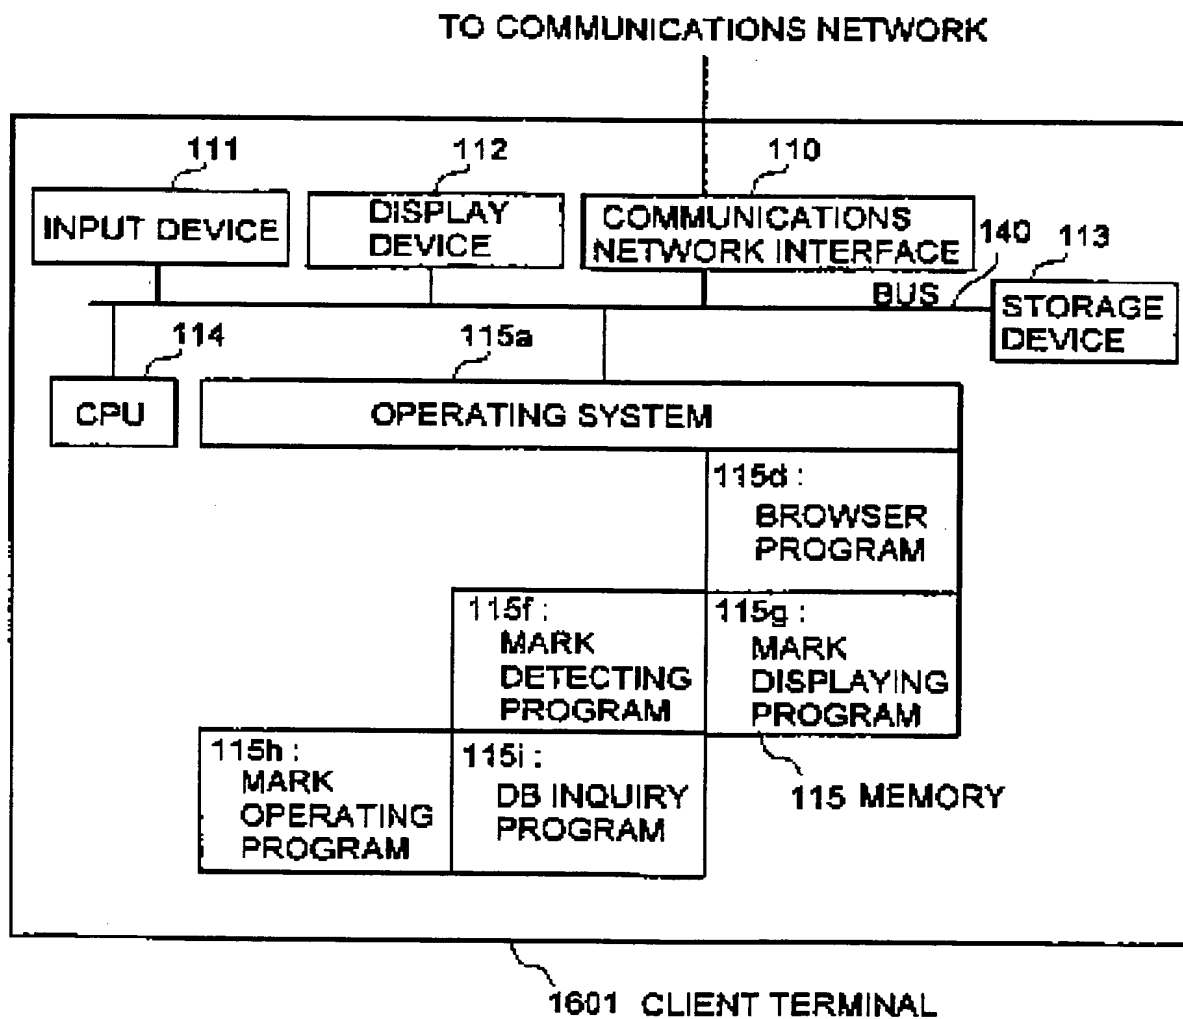 TO COMMUNICATIONS NETWORK
111
112
110
INPUT DEVICE
DISPLAY
DEVICE
COMMUNICATIONS
NETWORK INTERFACE
140
113
BUS
STORAGE
DEVICE
114
115a
CPU
OPERATING SYSTEM
115d :
BROWSER
PROGRAM
115f :
MARK
DETECTING
PROGRAM
115g :
MARK
DISPLAYING
PROGRAM
115h :
MARK
OPERATING
PROGRAM
115i :
DB INQUIRY
PROGRAM
115 MEMORY
1601 CLIENT TERMINAL